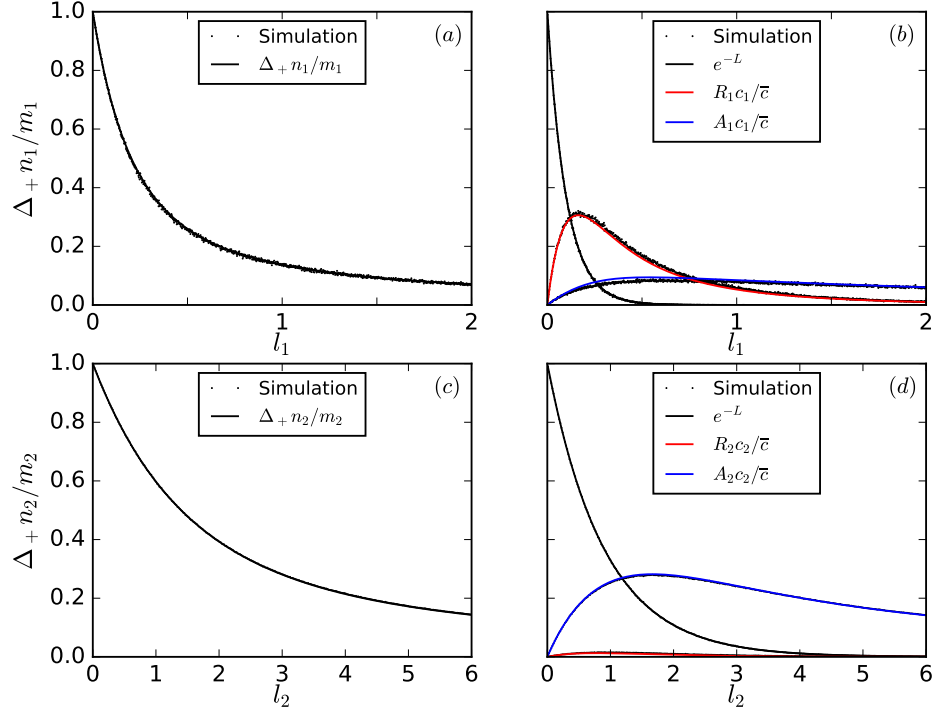 1.0
0.8
0.6
0.4
0.2
0.0
0 1 2
l₁
Δ₊n₁/m₁
Simulation
Δ₊n₁/m₁
(a)
1.0
0.8
0.6
0.4
0.2
0.0
0 1 2 3 4 5 6
l₂
Δ₊n₂/m₂
Simulation
Δ₊n₂/m₂
(c)
0 1 2
l₁
Simulation
e⁻ᴸ
R₁c₁/c̅
A₁c₁/c̅
(b)
0 1 2 3 4 5 6
l₂
Simulation
e⁻ᴸ
R₂c₂/c̅
A₂c₂/c̅
(d)